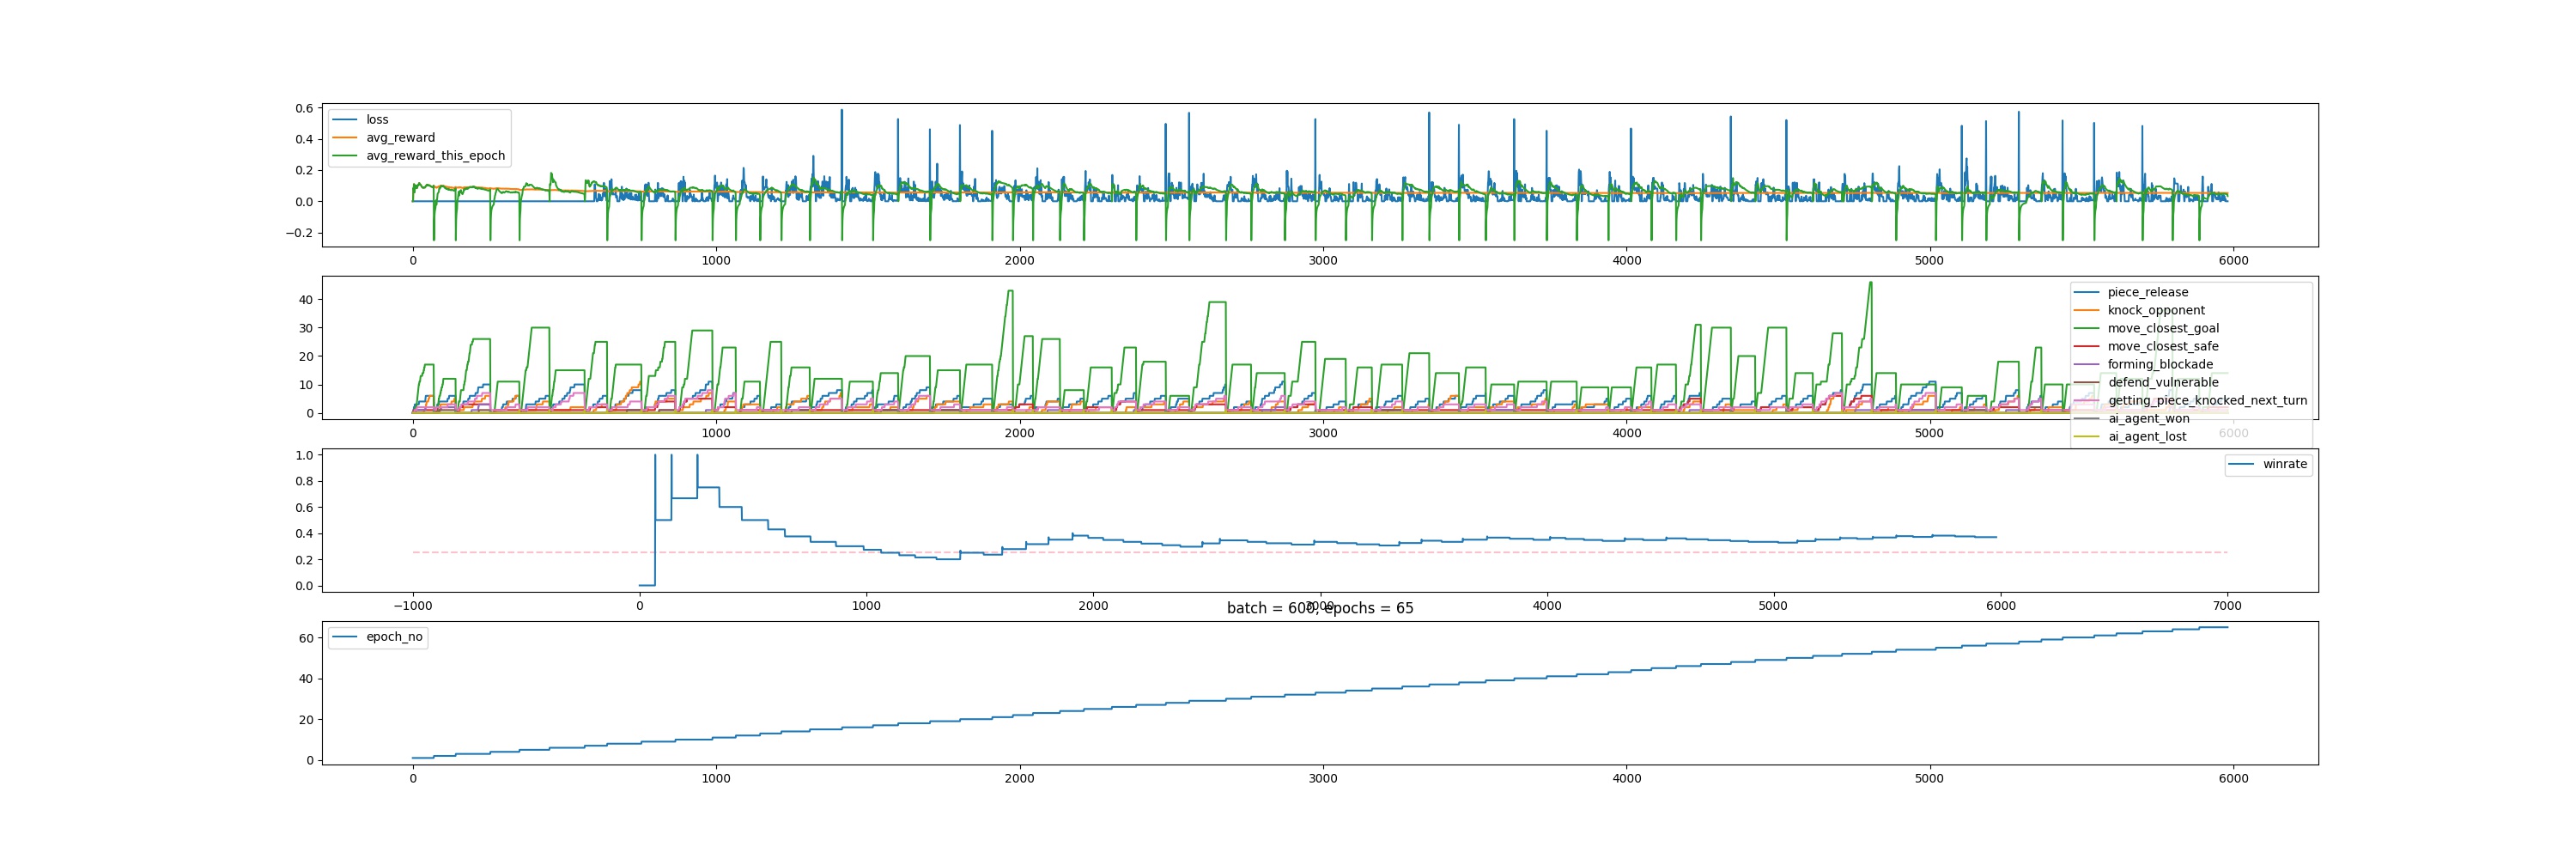 0.6
0.4
0.2
0.0
−0.2
loss
avg_reward
avg_reward_this_epoch
0 1000 2000 3000 4000 5000 6000
40
30
20
10
0
piece_release
knock_opponent
move_closest_goal
move_closest_safe
forming_blockade
defend_vulnerable
getting_piece_knocked_next_turn
ai_agent_won
ai_agent_lost
0 1000 2000 3000 4000 5000 6000
1.0
0.8
0.6
0.4
0.2
0.0
winrate
−1000 0 1000 2000 3000 4000 5000 6000 7000
batch = 600, epochs = 65
60
40
20
0
epoch_no
0 1000 2000 3000 4000 5000 6000